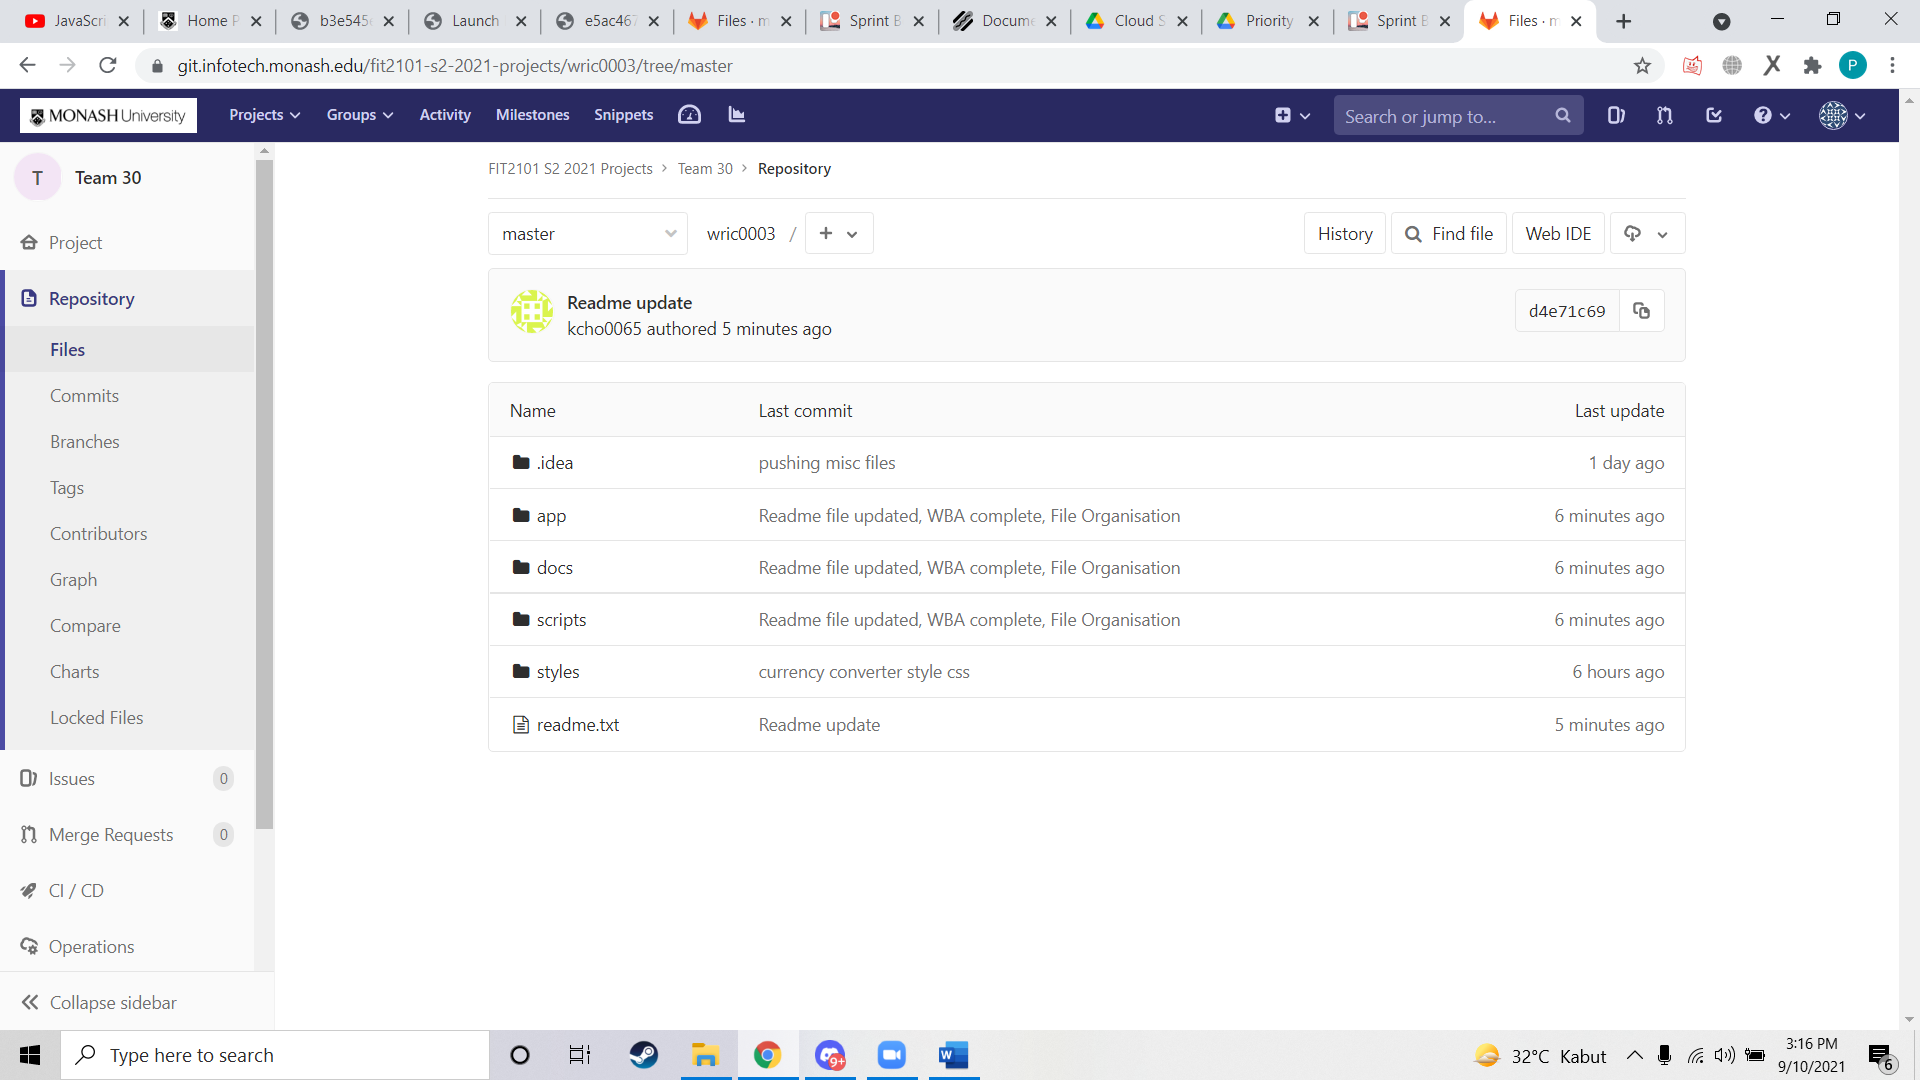 JavaScri
Home P
b3e545
Launch
e5ac467
Files · m
Sprint B
Docume
Cloud S
Priority
Sprint B
Files · m
git.infotech.monash.edu/fit2101-s2-2021-projects/wric0003/tree/master
P
MONASH University
Projects
Groups
Activity
Milestones
Snippets
Search or jump to...
T
Team 30
Project
Repository
Files
Commits
Branches
Tags
Contributors
Graph
Compare
Charts
Locked Files
Issues 0
Merge Requests 0
CI / CD
Operations
Collapse sidebar
FIT2101 S2 2021 Projects > Team 30 > Repository
master
wric0003 / +
History
Find file
Web IDE
Readme update
kcho0065 authored 5 minutes ago
d4e71c69
Name Last commit Last update
.idea pushing misc files 1 day ago
app Readme file updated, WBA complete, File Organisation 6 minutes ago
docs Readme file updated, WBA complete, File Organisation 6 minutes ago
scripts Readme file updated, WBA complete, File Organisation 6 minutes ago
styles currency converter style css 6 hours ago
readme.txt Readme update 5 minutes ago
Type here to search
9+
W
32°C Kabut
3:16 PM
9/10/2021
6